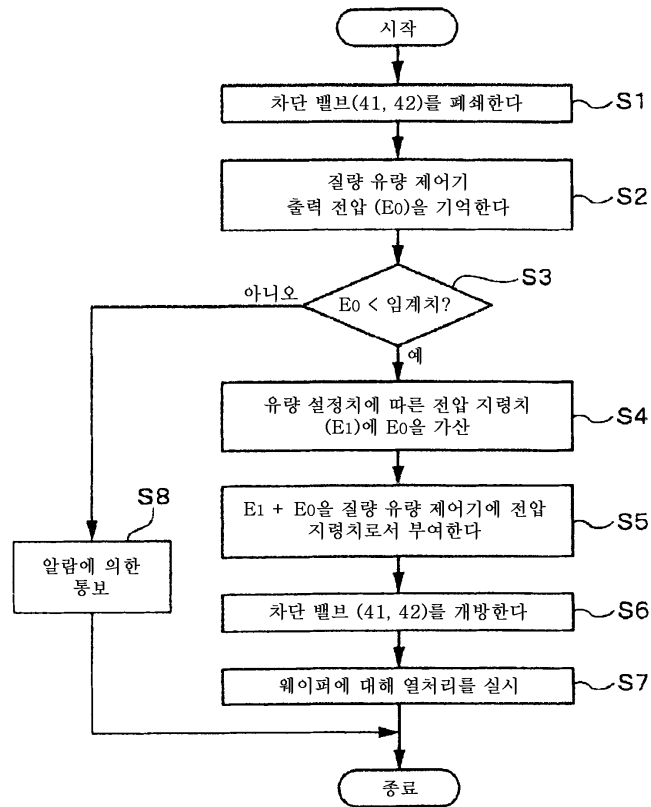 시작
차단 밸브(41, 42)를 폐쇄한다
S1
질량 유량 제어기
출력 전압 (E0)을 기억한다
S2
S3
아니오
E0 < 임계치?
예
유량 설정치에 따른 전압 지령치
(E1)에 E0을 가산
S4
E1 + E0을 질량 유량 제어기에 전압
지령치로서 부여한다
S5
S8
알람에 의한
통보
차단 밸브 (41, 42)를 개방한다
S6
웨이퍼에 대해 열처리를 실시
S7
종료